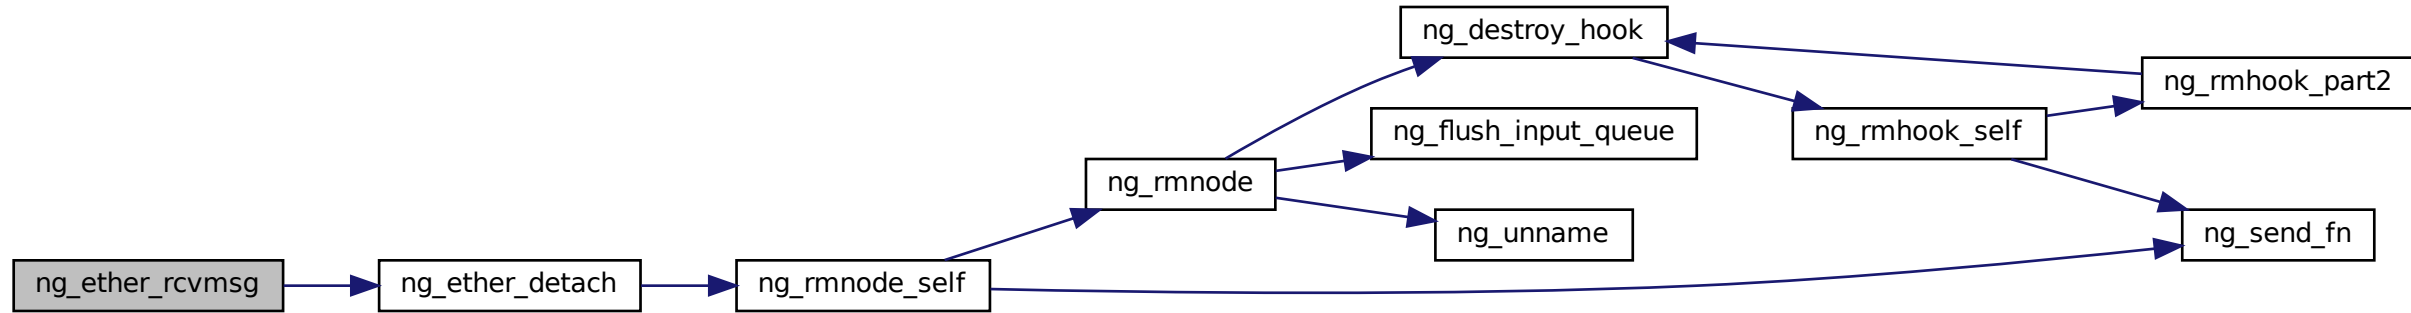 ng_destroy_hook
ng_rmhook_part2
ng_flush_input_queue
ng_rmhook_self
ng_rmnode
ng_unname
ng_send_fn
ng_ether_rcvmsg
ng_ether_detach
ng_rmnode_self